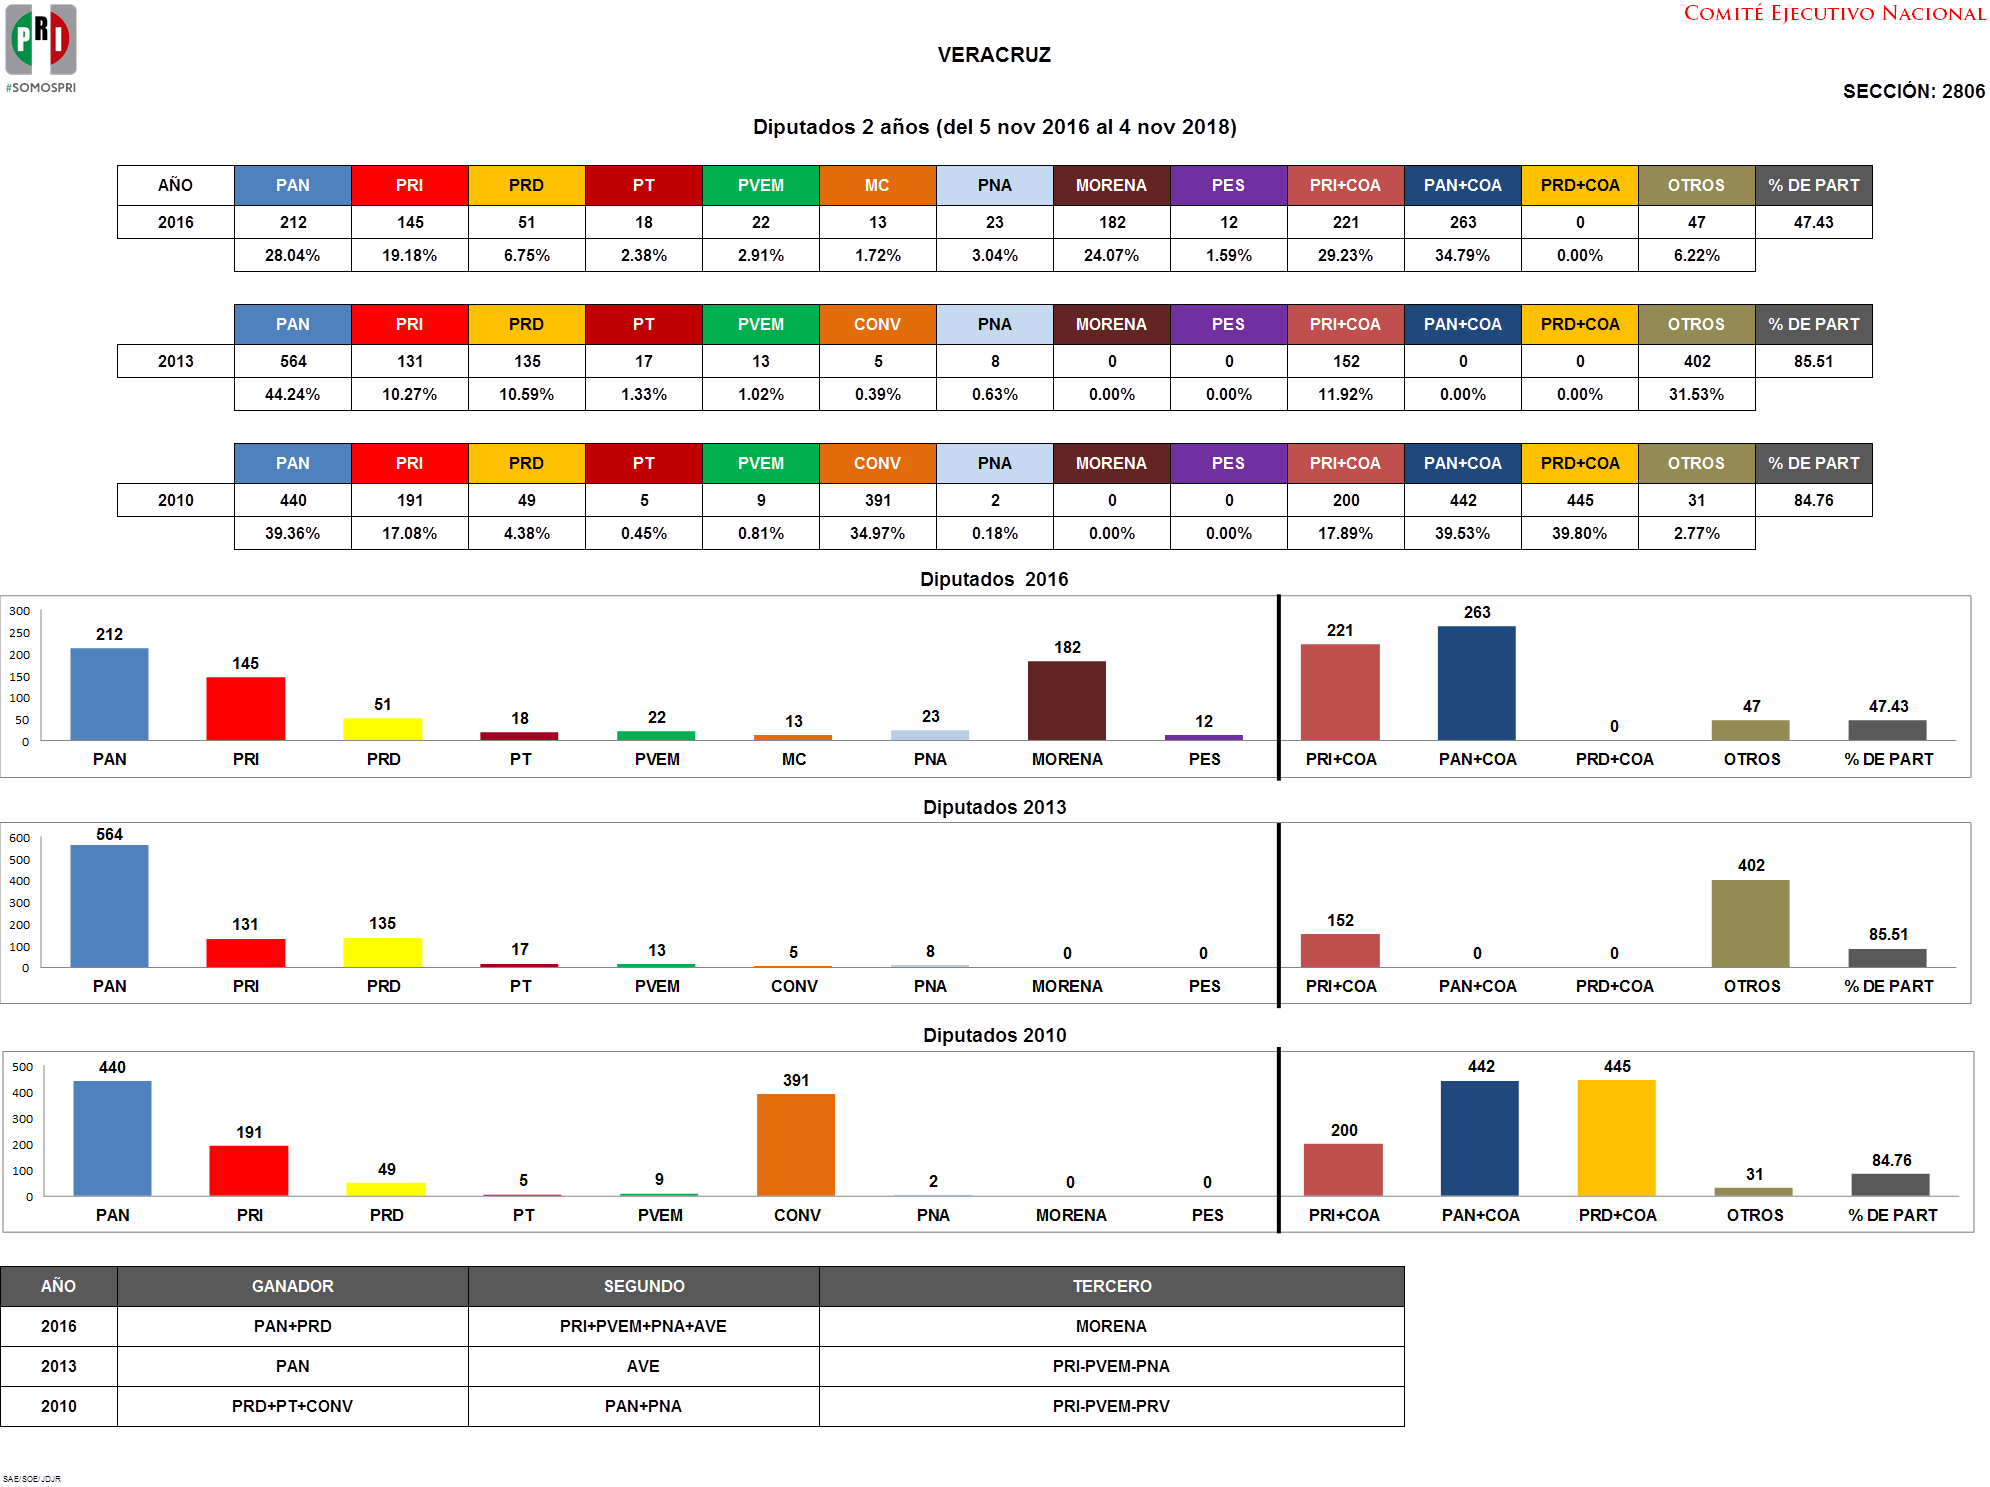 PRI
#SOMOSPRI
COMITÉ EJECUTIVO NACIONAL
VERACRUZ
SECCIÓN: 2806
Diputados 2 años (del 5 nov 2016 al 4 nov 2018)
AÑO PAN PRI PRD PT PVEM MC PNA MORENA PES PRI+COA PAN+COA PRD+COA OTROS % DE PART
2016 212 145 51 18 22 13 23 182 12 221 263 0 47 47.43
28.04% 19.18% 6.75% 2.38% 2.91% 1.72% 3.04% 24.07% 1.59% 29.23% 34.79% 0.00% 6.22%
PAN PRI PRD PT PVEM CONV PNA MORENA PES PRI+COA PAN+COA PRD+COA OTROS % DE PART
2013 564 131 135 17 13 5 8 0 0 152 0 0 402 85.51
44.24% 10.27% 10.59% 1.33% 1.02% 0.39% 0.63% 0.00% 0.00% 11.92% 0.00% 0.00% 31.53%
PAN PRI PRD PT PVEM CONV PNA MORENA PES PRI+COA PAN+COA PRD+COA OTROS % DE PART
2010 440 191 49 5 9 391 2 0 0 200 442 445 31 84.76
39.36% 17.08% 4.38% 0.45% 0.81% 34.97% 0.18% 0.00% 0.00% 17.89% 39.53% 39.80% 2.77%
Diputados 2016
300
250
200
150
100
50
0
212 145 51 18 22 13 23 182 12 221 263 0 47 47.43
PAN PRI PRD PT PVEM MC PNA MORENA PES PRI+COA PAN+COA PRD+COA OTROS % DE PART
Diputados 2013
600
500
400
300
200
100
0
564 131 135 17 13 5 8 0 0 152 0 0 402 85.51
PAN PRI PRD PT PVEM CONV PNA MORENA PES PRI+COA PAN+COA PRD+COA OTROS % DE PART
Diputados 2010
500
400
300
200
100
0
440 191 49 5 9 391 2 0 0 200 442 445 31 84.76
PAN PRI PRD PT PVEM CONV PNA MORENA PES PRI+COA PAN+COA PRD+COA OTROS % DE PART
AÑO GANADOR SEGUNDO TERCERO
2016 PAN+PRD PRI+PVEM+PNA+AVE MORENA
2013 PAN AVE PRI-PVEM-PNA
2010 PRD+PT+CONV PAN+PNA PRI-PVEM-PRV
SAE/SOE/JDJR